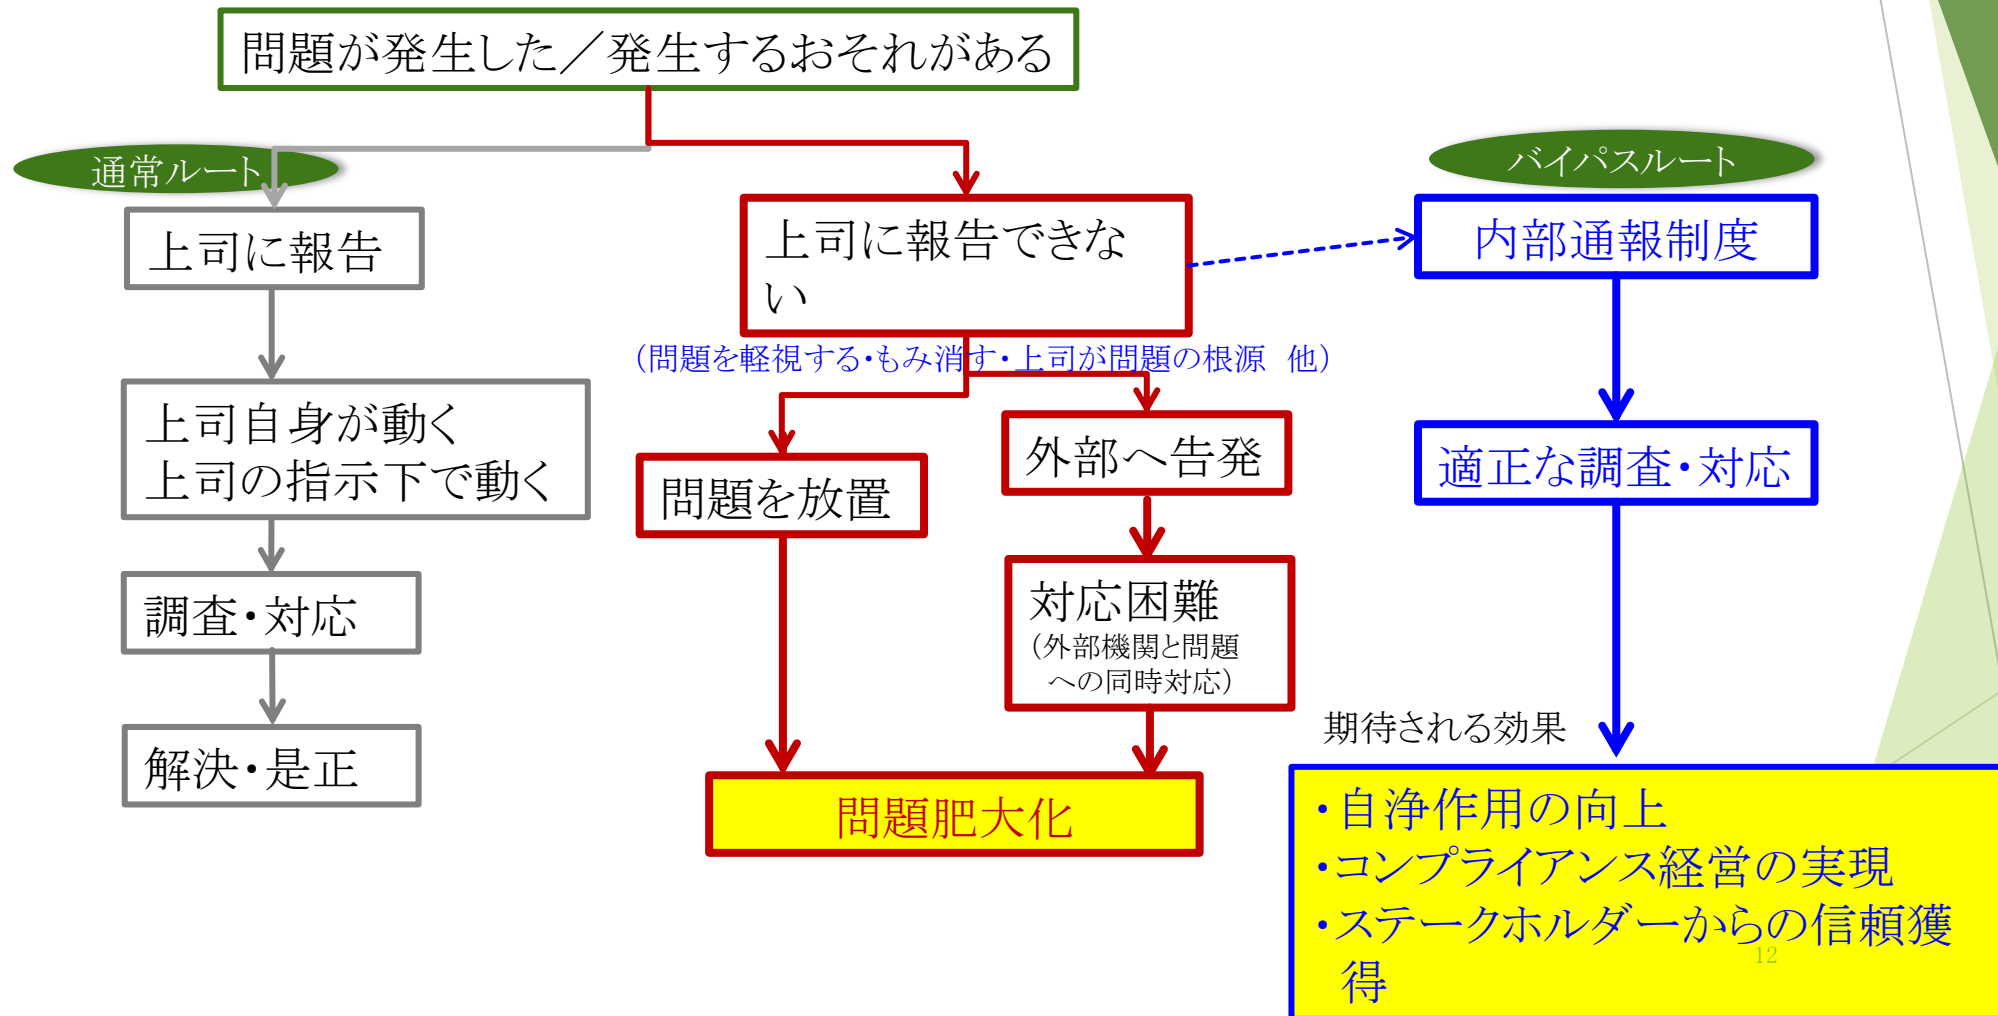 問題が発生した／発生するおそれがある
通常ルート
バイパスルート
上司に報告
上司に報告できな
い
内部通報制度
（問題を軽視する・もみ消す・上司が問題の根源　他）
上司自身が動く
上司の指示下で動く
外部へ告発
適正な調査・対応
問題を放置
調査・対応
対応困難
（外部機関と問題
への同時対応）
解決・是正
期待される効果
問題肥大化
・自浄作用の向上
・コンプライアンス経営の実現
・ステークホルダーからの信頼獲
得
12